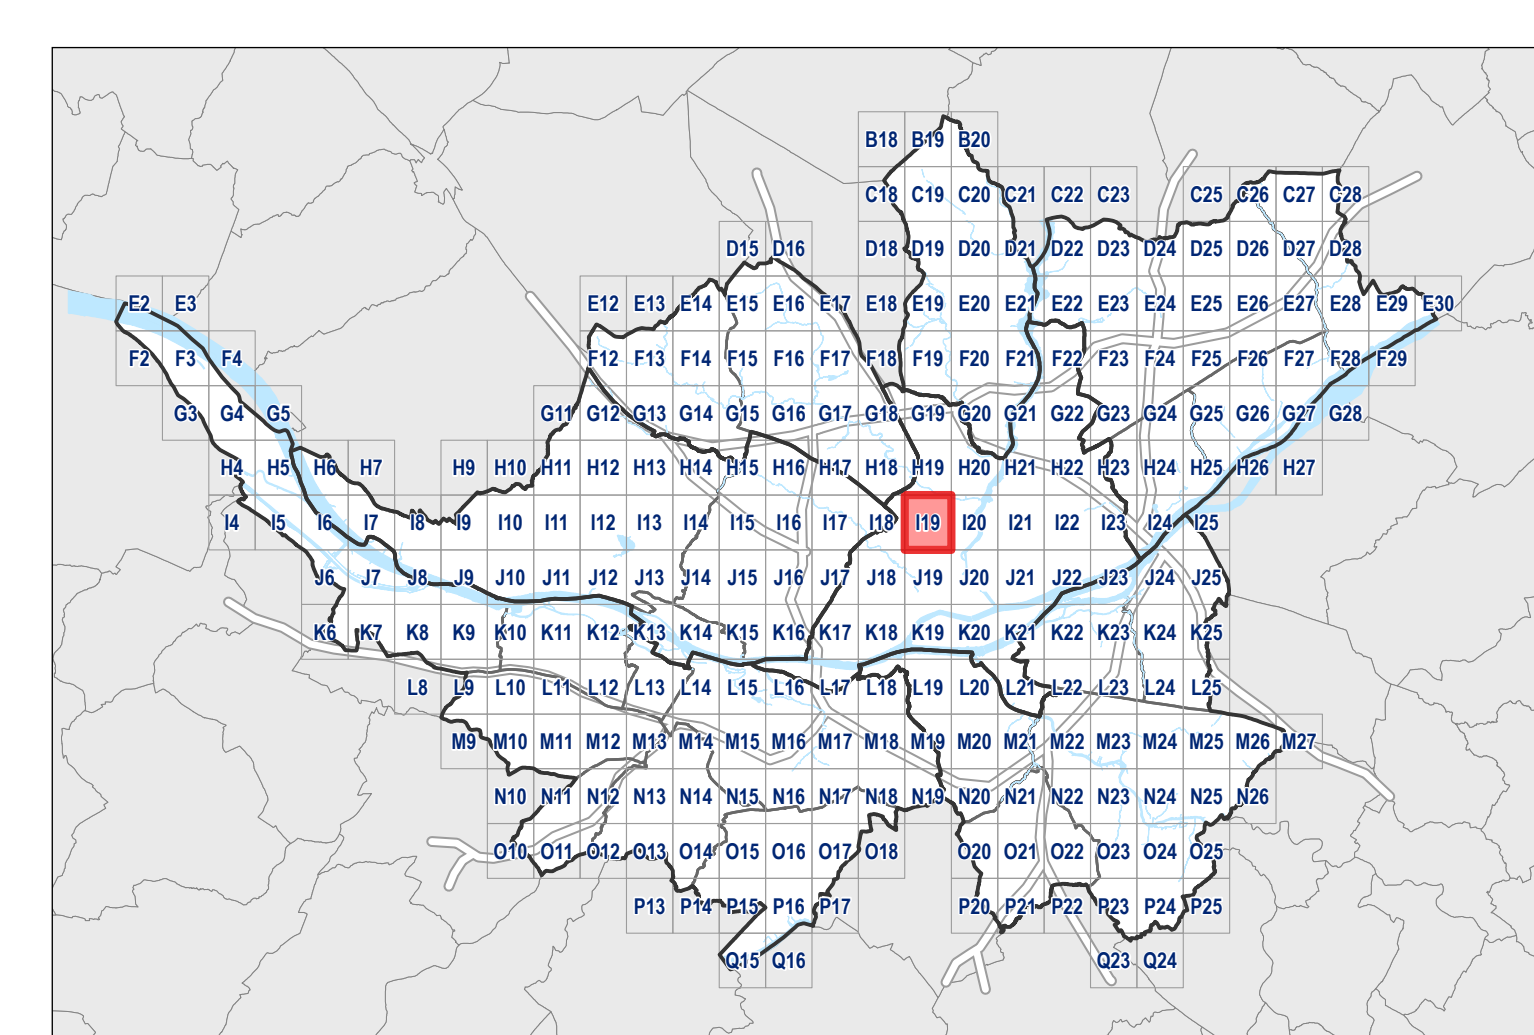 B18 B19 B20
C18 C19 C20 C21 C22 C23 C25 C26 C27 C28
D15 D16 D18 D19 D20 D21 D22 D23 D24 D25 D26 D27 D28
E2 E3 E12 E13 E14 E15 E16 E17 E18 E19 E20 E21 E22 E23 E24 E25 E26 E27 E28 E29 E30
F2 F3 F4 F12 F13 F14 F15 F16 F17 F18 F19 F20 F21 F22 F23 F24 F25 F26 F27 F28 F29
G3 G4 G5 G11 G12 G13 G14 G15 G16 G17 G18 G19 G20 G21 G22 G23 G24 G25 G26 G27 G28
H4 H5 H6 H7 H9 H10 H11 H12 H13 H14 H15 H16 H17 H18 H19 H20 H21 H22 H23 H24 H25 H26 H27
I4 I5 I6 I7 I8 I9 I10 I11 I12 I13 I14 I15 I16 I17 I18 I19 I20 I21 I22 I23 I24 I25
J6 J7 J8 J9 J10 J11 J12 J13 J14 J15 J16 J17 J18 J19 J20 J21 J22 J23 J24 J25
K6 K7 K8 K9 K10 K11 K12 K13 K14 K15 K16 K17 K18 K19 K20 K21 K22 K23 K24 K25
L8 L9 L10 L11 L12 L13 L14 L15 L16 L17 L18 L19 L20 L21 L22 L23 L24 L25
M9 M10 M11 M12 M13 M14 M15 M16 M17 M18 M19 M20 M21 M22 M23 M24 M25 M26 M27
N10 N11 N12 N13 N14 N15 N16 N17 N18 N19 N20 N21 N22 N23 N24 N25 N26
O10 O11 O12 O13 O14 O15 O16 O17 O18 O20 O21 O22 O23 O24 O25
P13 P14 P15 P16 P17 P20 P21 P22 P23 P24 P25
Q15 Q16 Q23 Q24